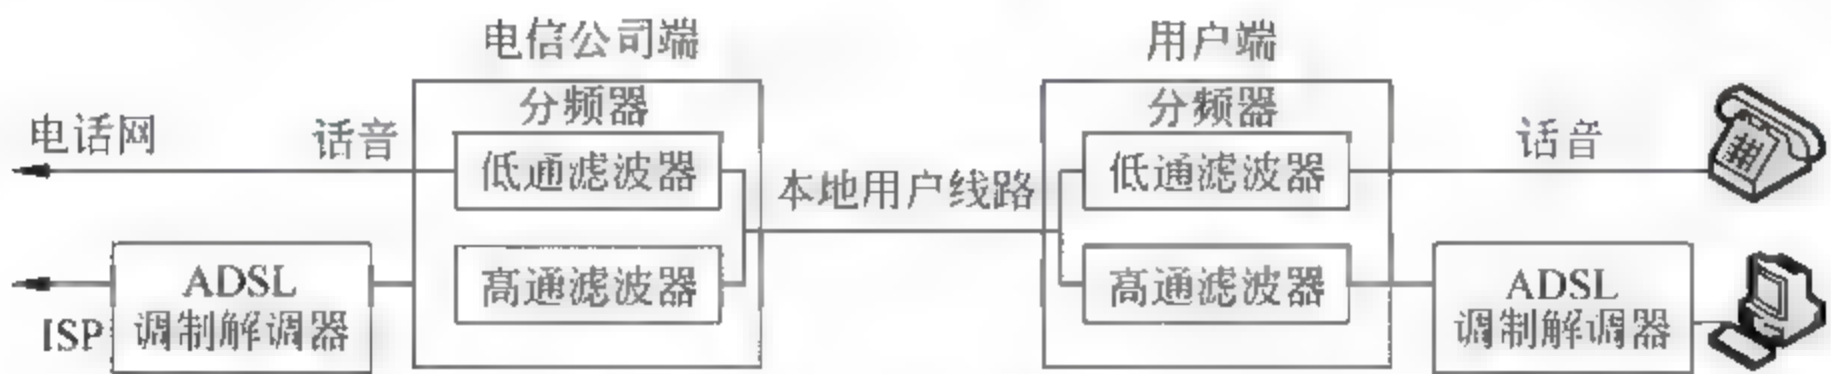 电信公司端
用户端
分频器
分频器
电话网
话音
低通滤波器
本地用户线路
低通滤波器
话音
高通滤波器
高通滤波器
ADSL
调制解调器
ISP
ADSL
调制解调器